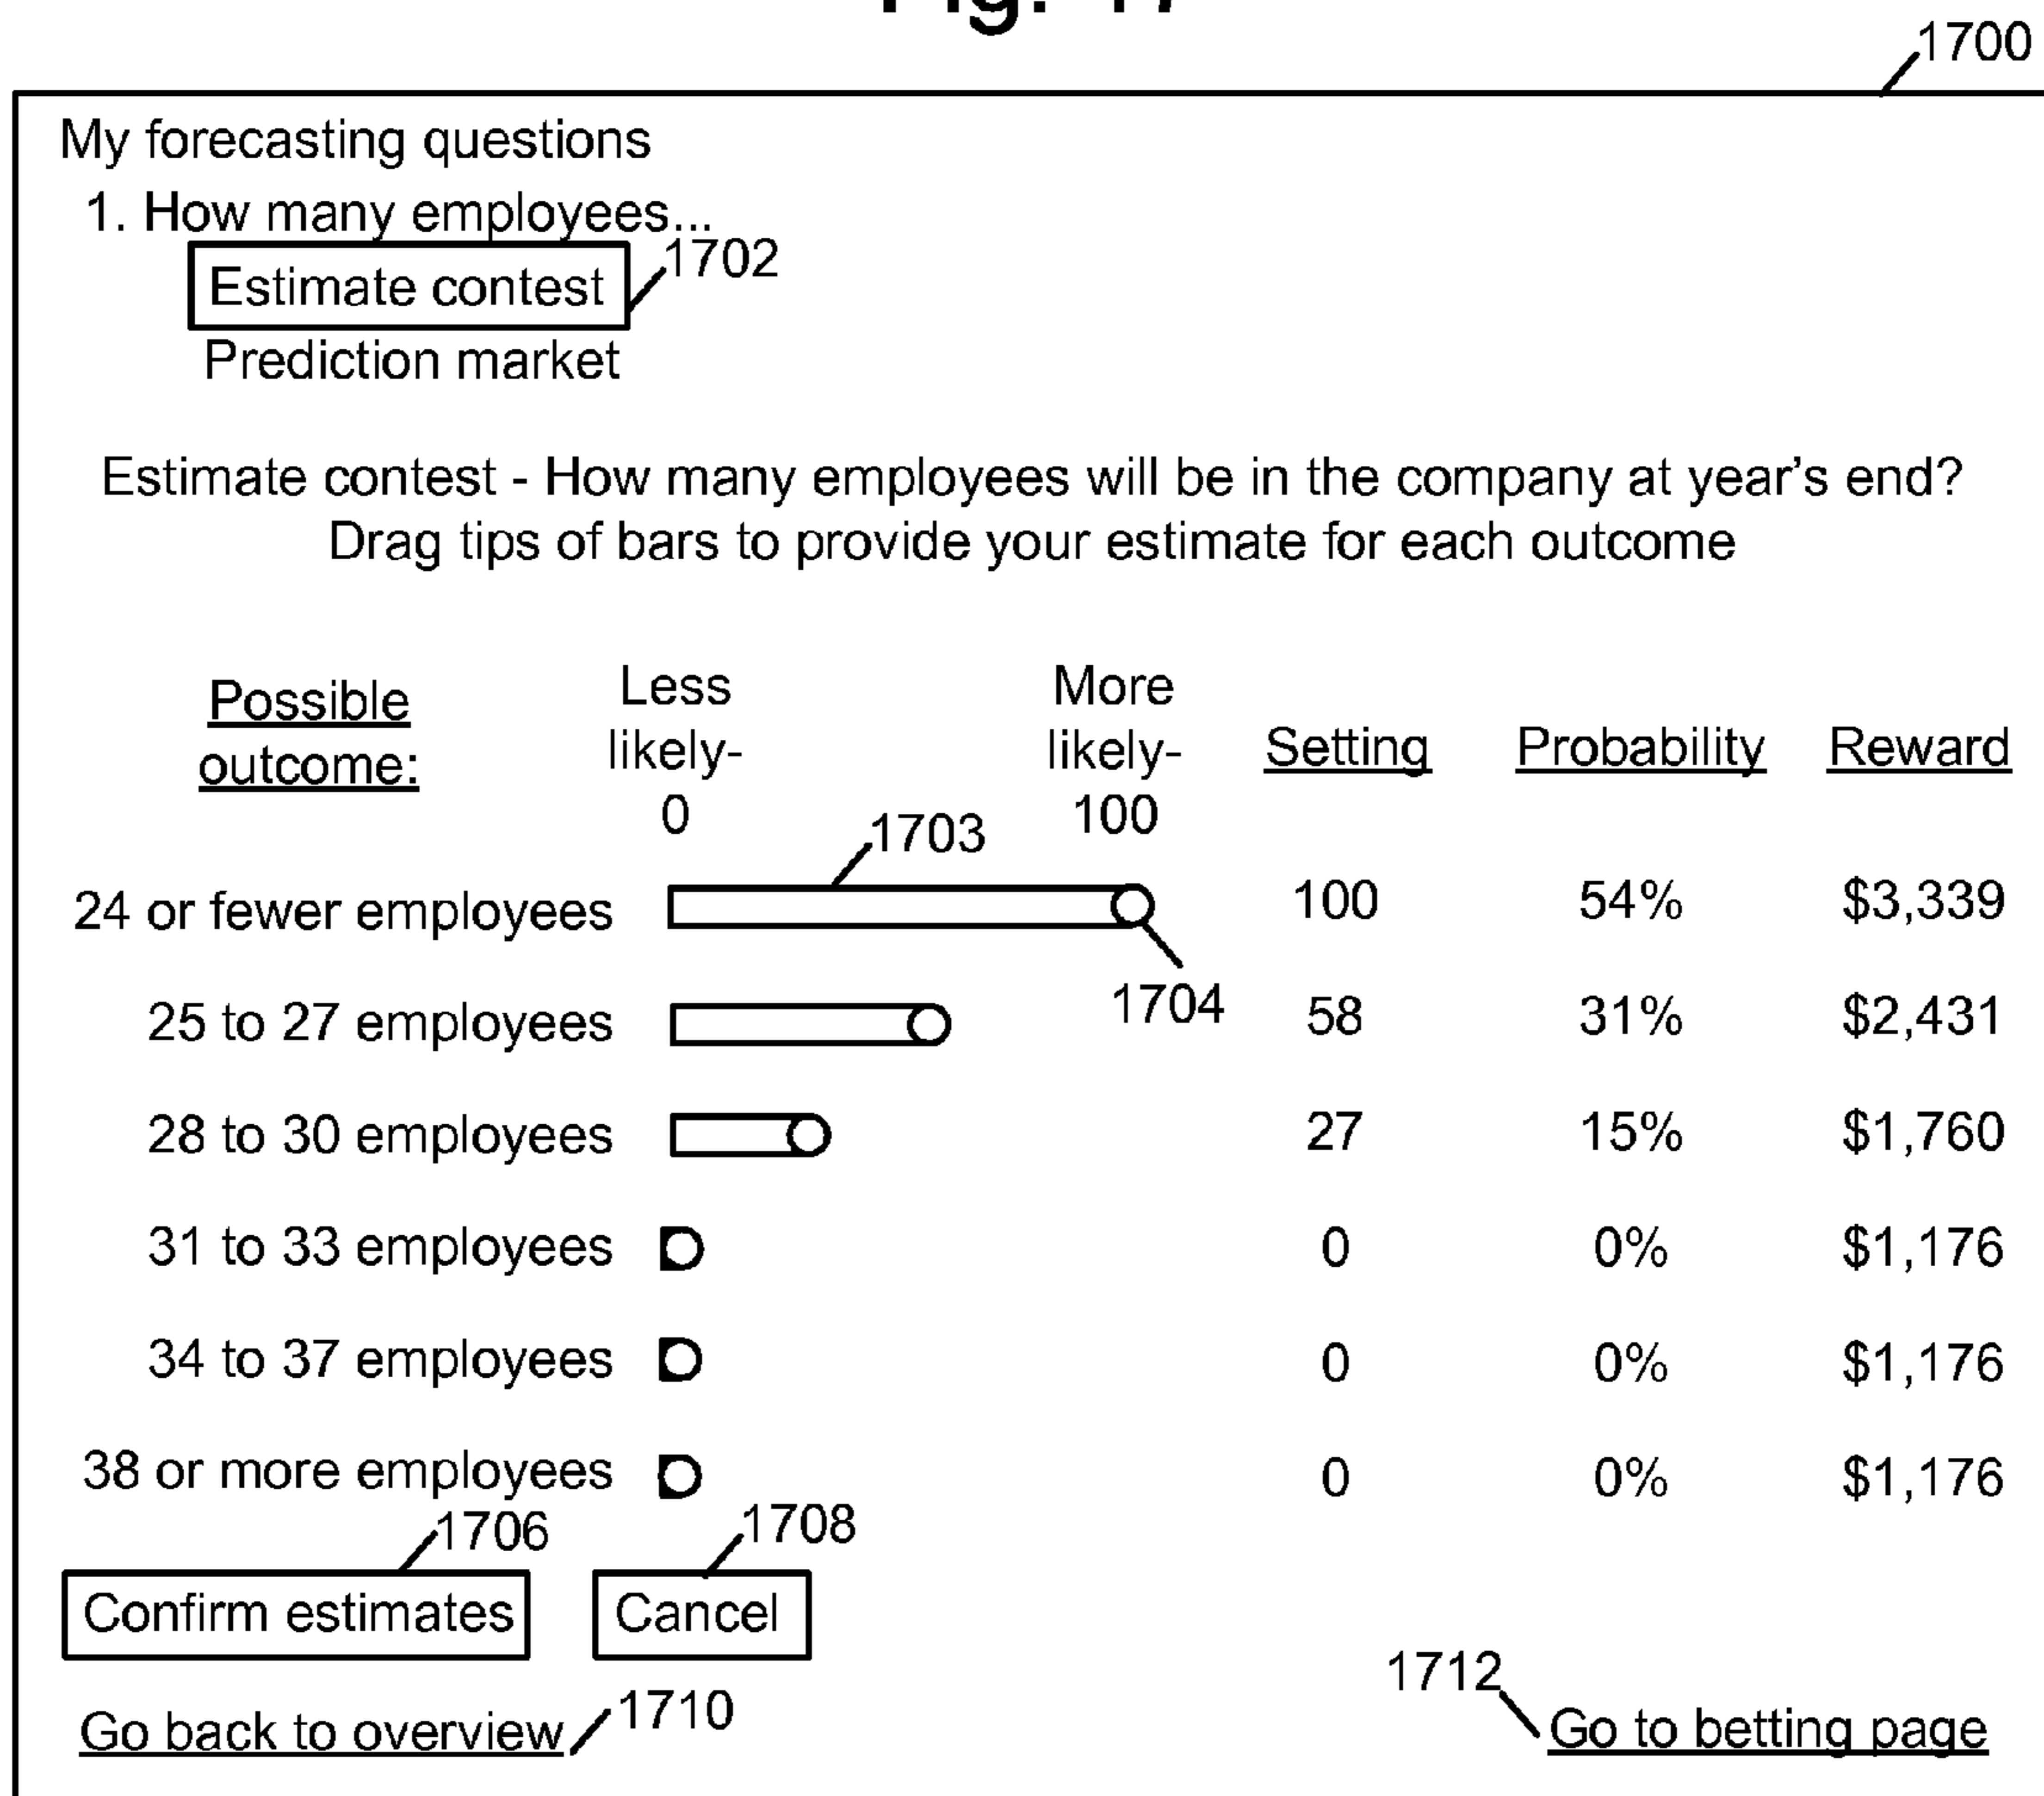 Fig. 17
1700
My forecasting questions
1. How many employees...
Estimate contest
1702
Prediction market
Estimate contest - How many employees will be in the company at year's end?
Drag tips of bars to provide your estimate for each outcome
Possible outcome:
Less likely- 0
More likely- 100
Setting
Probability
Reward
1703
24 or fewer employees 100 54% $3,339
1704
25 to 27 employees 58 31% $2,431
28 to 30 employees 27 15% $1,760
31 to 33 employees 0 0% $1,176
34 to 37 employees 0 0% $1,176
38 or more employees 0 0% $1,176
1706
1708
Confirm estimates
Cancel
1712
Go back to overview
1710
Go to betting page